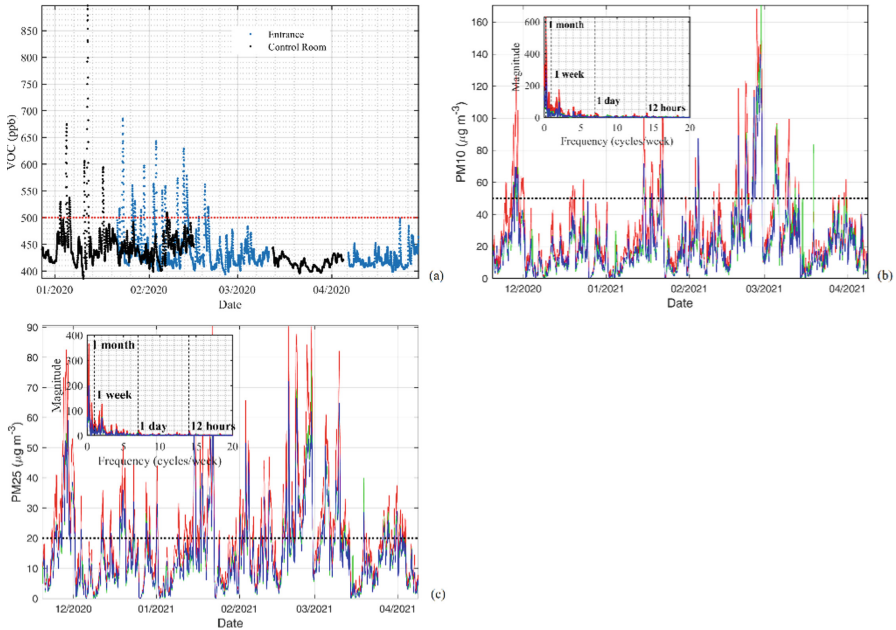 850
800
750
700
650
600
550
500
450
400
VOC (ppb)
Entrance
Control Room
01/2020
02/2020
03/2020
04/2020
Date
(a)
160
140
120
100
80
60
40
20
0
PM10 (μg m⁻³)
600
400
200
0
Magnitude
1 month
1 week
1 day
12 hours
0 5 10 15 20
Frequency (cycles/week)
12/2020
01/2021
02/2021
03/2021
04/2021
Date
(b)
90
80
70
60
50
40
30
20
10
0
PM25 (μg m⁻³)
400
300
200
100
0
Magnitude
1 month
1 week
1 day
12 hours
0 5 10 15 20
Frequency (cycles/week)
12/2020
01/2021
02/2021
03/2021
04/2021
Date
(c)